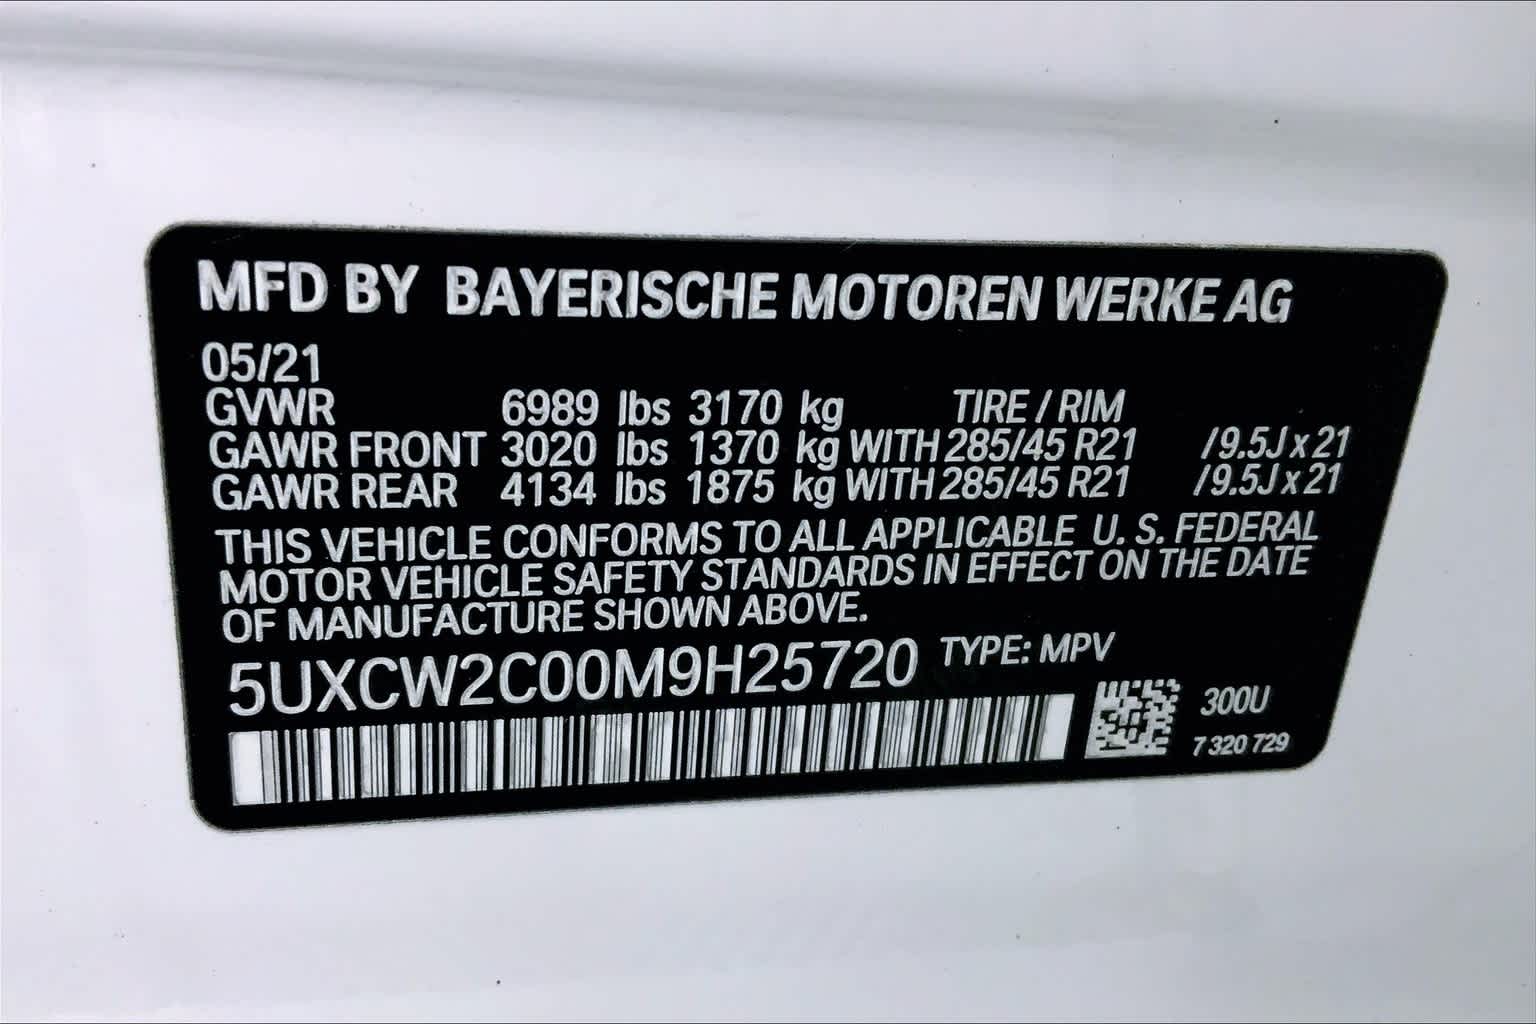 MFD BY BAYERISCHE MOTOREN WERKE AG
05/21
GVWR 6989 lbs 3170 kg TIRE / RIM
GAWR FRONT 3020 lbs 1370 kg WITH 285/45 R21 /9.5J x 21
GAWR REAR 4134 lbs 1875 kg WITH 285/45 R21 /9.5J x 21
THIS VEHICLE CONFORMS TO ALL APPLICABLE U. S. FEDERAL
MOTOR VEHICLE SAFETY STANDARDS IN EFFECT ON THE DATE
OF MANUFACTURE SHOWN ABOVE.
5UXCW2C00M9H25720 TYPE: MPV
300U
7 320 729